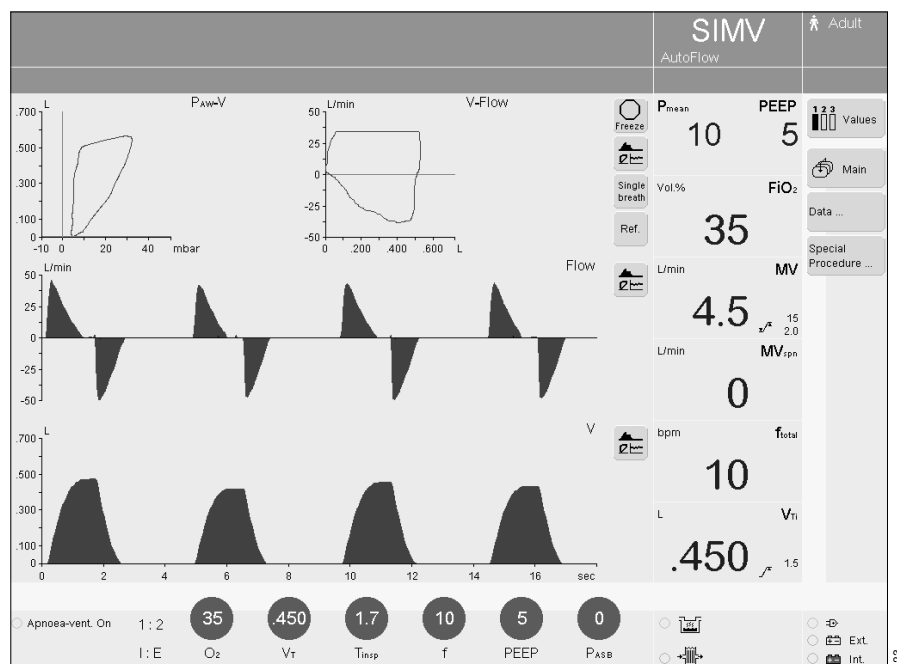 SIMV
AutoFlow
Adult
PAW-V
L
.700
.500
.300
.100
0
-10 0 20 40 mbar
V-Flow
L/min
50
25
0
-25
-50
0 .200 .400 .600 L
Freeze
Single
breath
Ref.
Flow
L/min
50
25
0
-25
-50
V
L
.700
.500
.300
.100
0
0 2 4 6 8 10 12 14 16 sec
Pmean PEEP
10 5
Vol.% FiO2
35
L/min MV
4.5
15
2.0
L/min MVspn
0
bpm ftotal
10
L VTi
.450
1.5
1 2 3
Values
Main
Data ...
Special
Procedure ...
Apnoea-vent. On
1 : 2 35 .450 1.7 10 5 0
I : E O2 VT Tinsp f PEEP PASB
Ext.
Int.